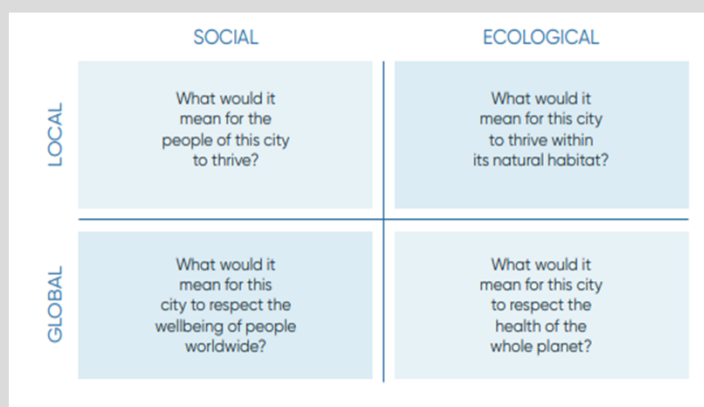 SOCIAL
ECOLOGICAL
LOCAL
What would it
mean for the
people of this city
to thrive?
What would it
mean for this city
to thrive within
its natural habitat?
GLOBAL
What would it
mean for this
city to respect the
wellbeing of people
worldwide?
What would it
mean for this city
to respect the
health of the
whole planet?